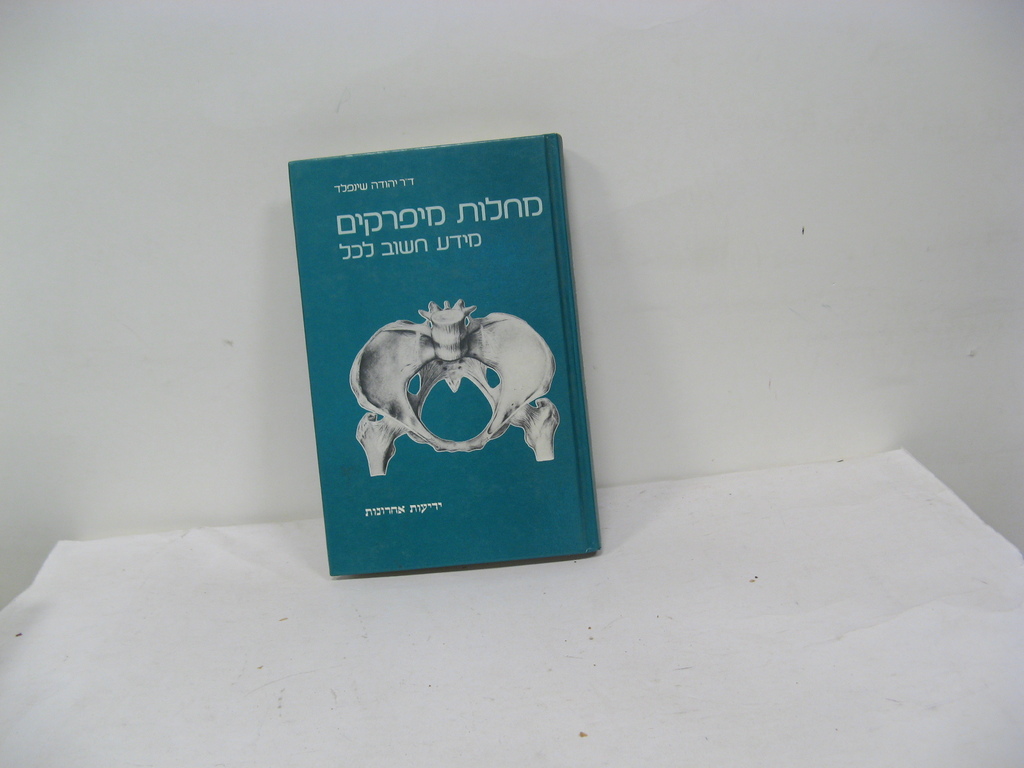 ד״ר יהודה שינפלד
מחלות מיפרקים
מידע חשוב לכל
ידיעות אחרונות